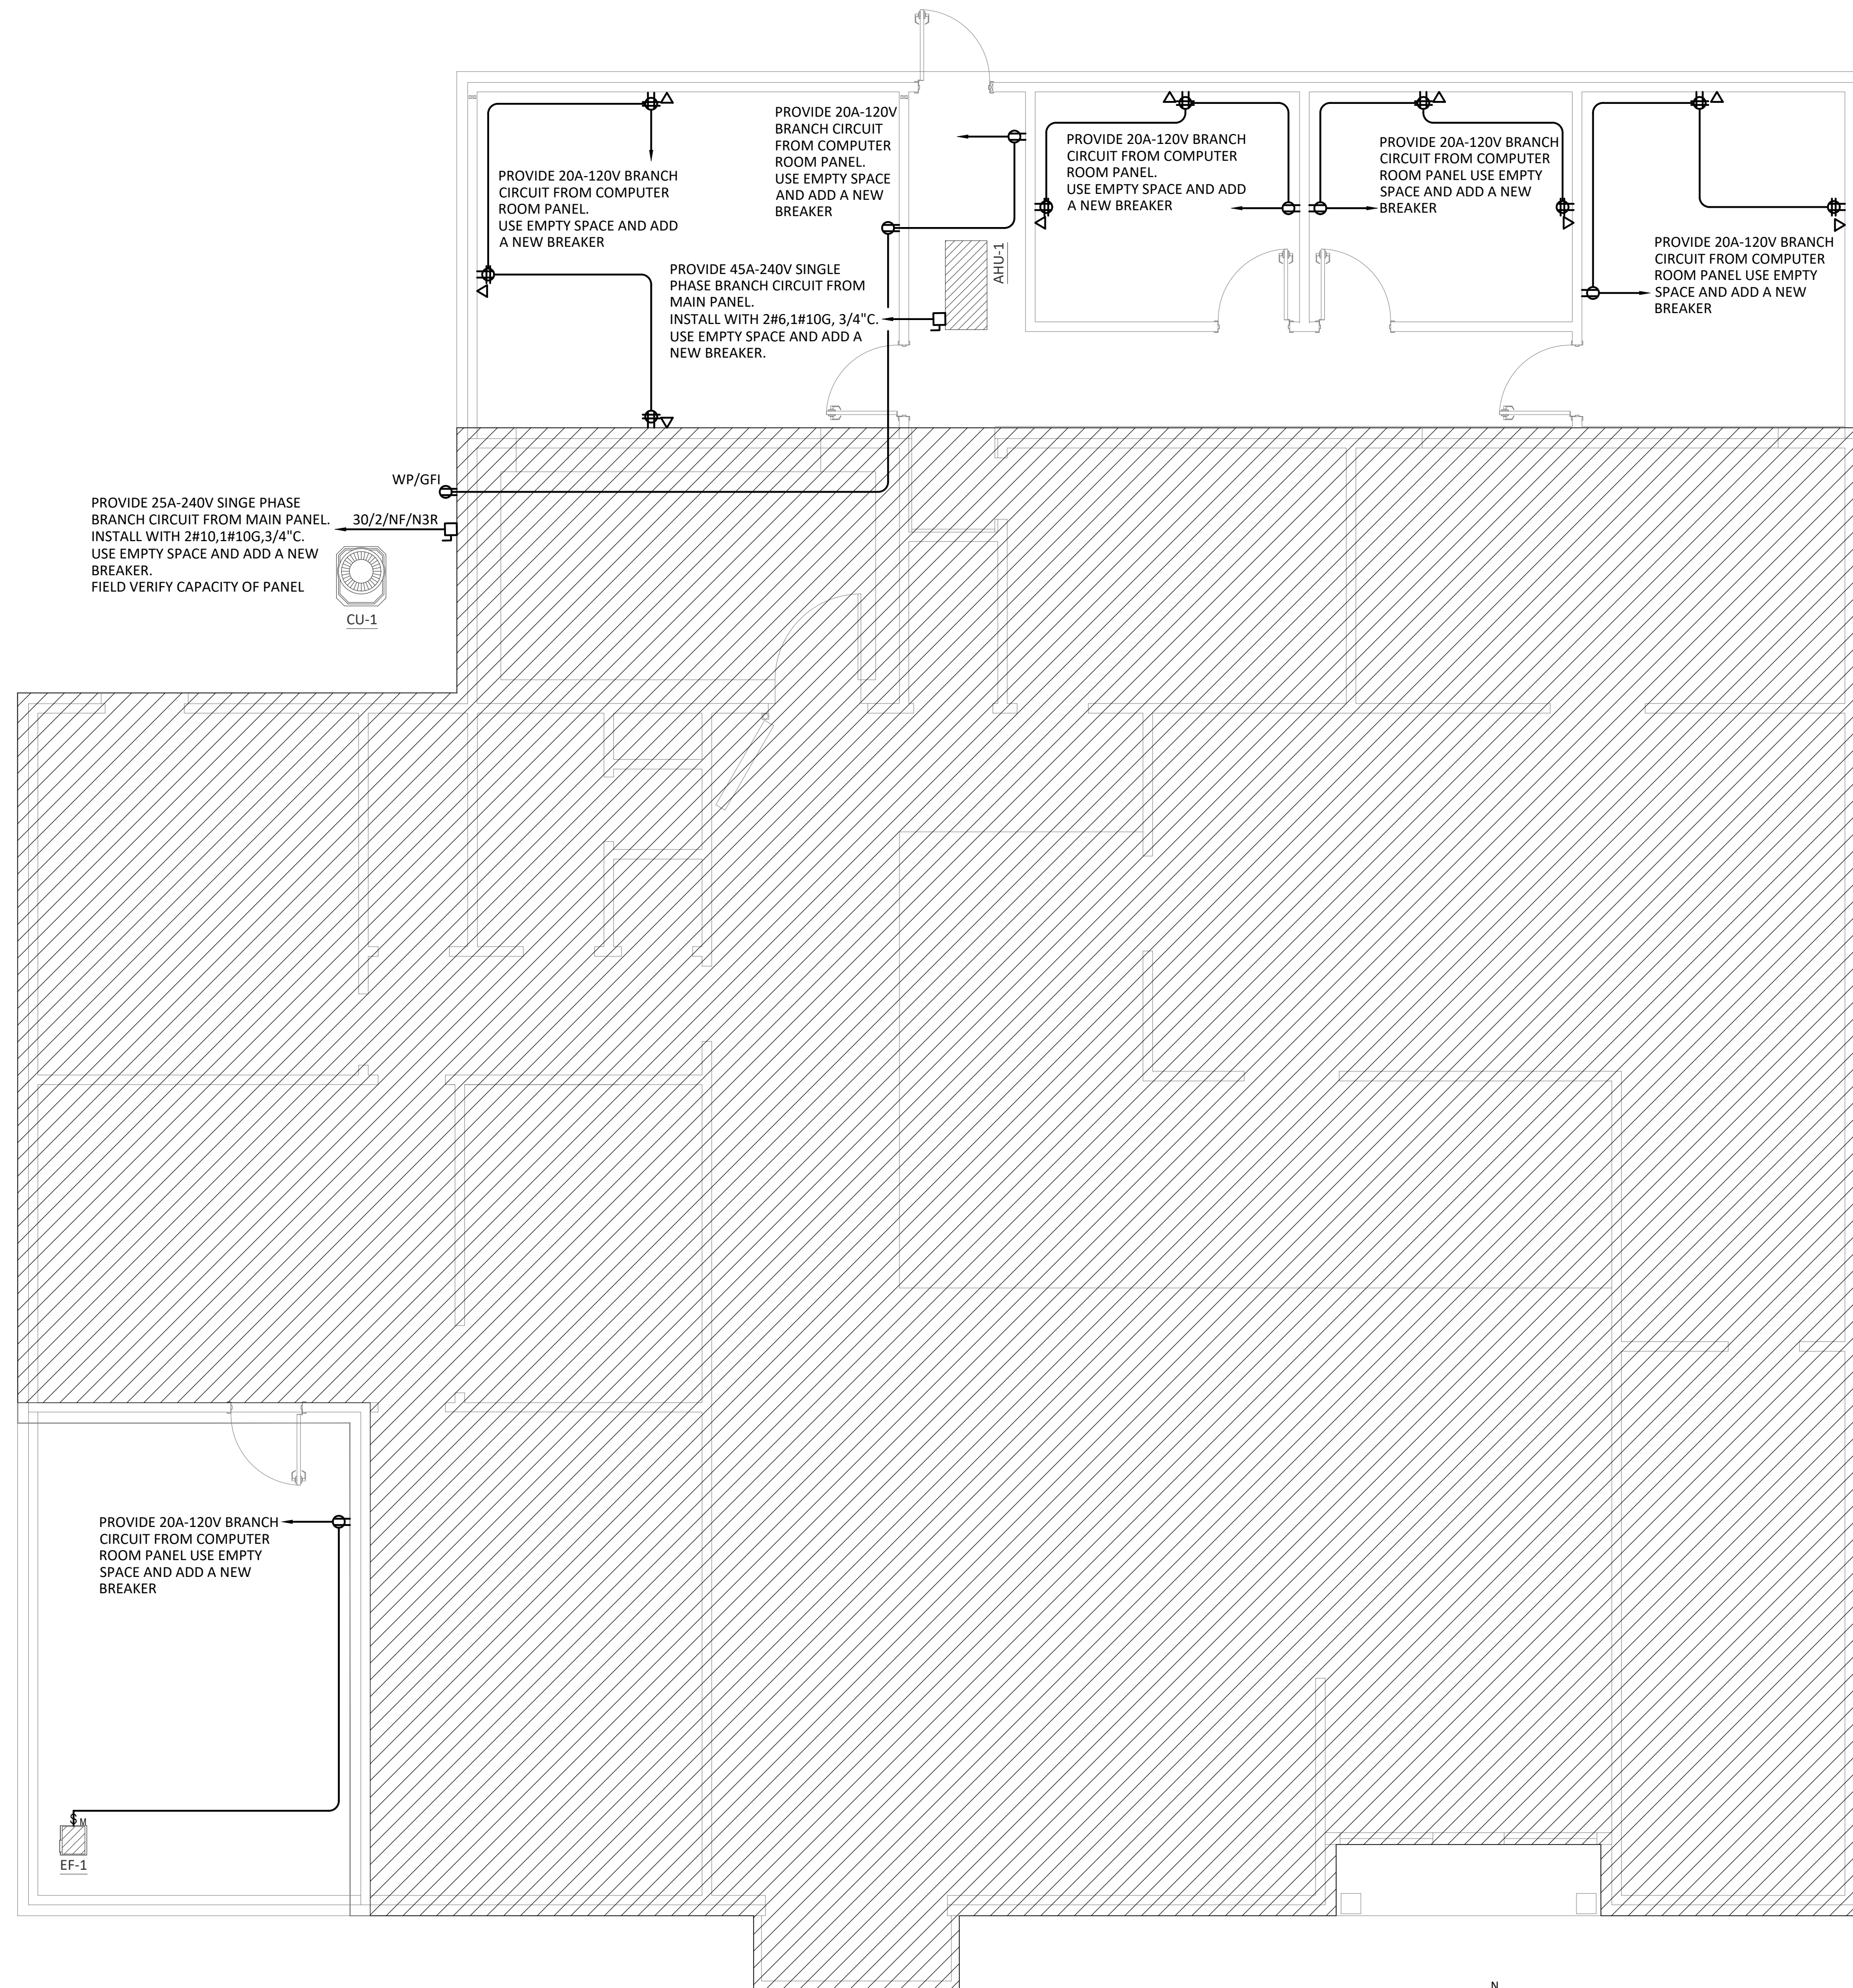 PROVIDE 20A-120V BRANCH
CIRCUIT FROM COMPUTER
ROOM PANEL.
USE EMPTY SPACE AND ADD
A NEW BREAKER
PROVIDE 20A-120V
BRANCH CIRCUIT
FROM COMPUTER
ROOM PANEL.
USE EMPTY SPACE
AND ADD A NEW
BREAKER
PROVIDE 20A-120V BRANCH
CIRCUIT FROM COMPUTER
ROOM PANEL.
USE EMPTY SPACE AND ADD
A NEW BREAKER
PROVIDE 20A-120V BRANCH
CIRCUIT FROM COMPUTER
ROOM PANEL USE EMPTY
SPACE AND ADD A NEW
BREAKER
PROVIDE 20A-120V BRANCH
CIRCUIT FROM COMPUTER
ROOM PANEL USE EMPTY
SPACE AND ADD A NEW
BREAKER
PROVIDE 45A-240V SINGLE
PHASE BRANCH CIRCUIT FROM
MAIN PANEL.
INSTALL WITH 2#6,1#10G, 3/4"C.
USE EMPTY SPACE AND ADD A
NEW BREAKER.
AHU-1
WP/GFI
30/2/NF/N3R
PROVIDE 25A-240V SINGE PHASE
BRANCH CIRCUIT FROM MAIN PANEL.
INSTALL WITH 2#10,1#10G,3/4"C.
USE EMPTY SPACE AND ADD A NEW
BREAKER.
FIELD VERIFY CAPACITY OF PANEL
CU-1
PROVIDE 20A-120V BRANCH
CIRCUIT FROM COMPUTER
ROOM PANEL USE EMPTY
SPACE AND ADD A NEW
BREAKER
$ M
EF-1
N